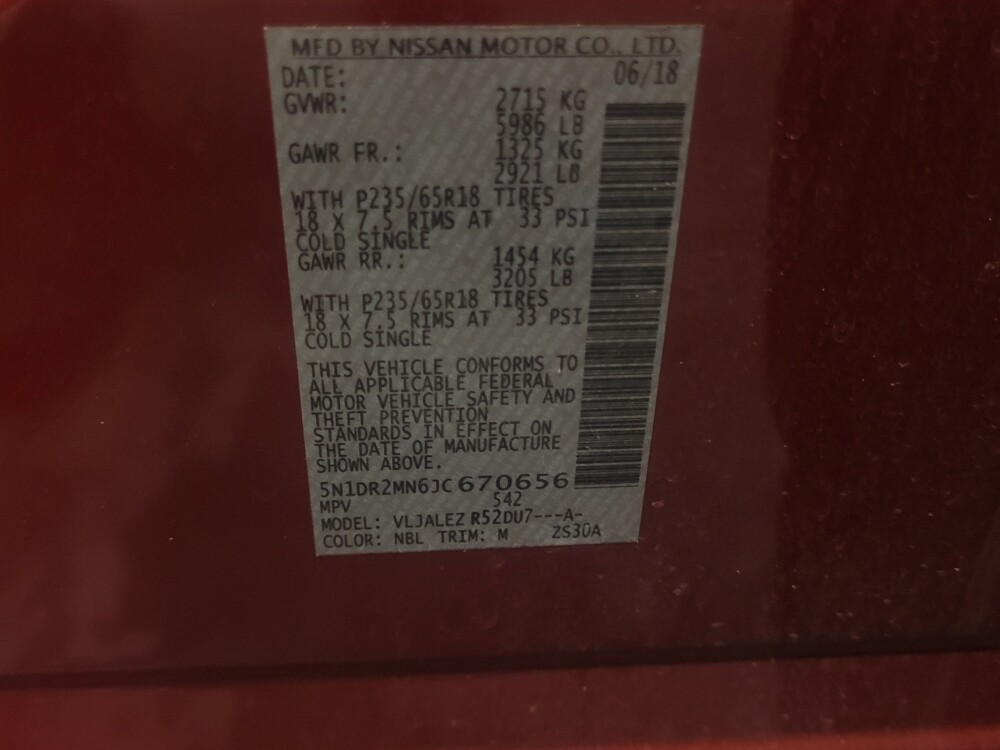 MFD BY NISSAN MOTOR CO., LTD.
DATE: 06/18
GVWR: 2715 KG
5986 LB
GAWR FR.: 1325 KG
2921 LB
WITH P235/65R18 TIRES
18 X 7.5 RIMS AT 33 PSI
COLD SINGLE
GAWR RR.: 1454 KG
3205 LB
WITH P235/65R18 TIRES
18 X 7.5 RIMS AT 33 PSI
COLD SINGLE
THIS VEHICLE CONFORMS TO
ALL APPLICABLE FEDERAL
MOTOR VEHICLE SAFETY AND
THEFT PREVENTION
STANDARDS IN EFFECT ON
THE DATE OF MANUFACTURE
SHOWN ABOVE.
5N1DR2MN6JC670656
MPV 542
MODEL: VLJALEZ R52DU7---A-
COLOR: NBL TRIM: M ZS30A